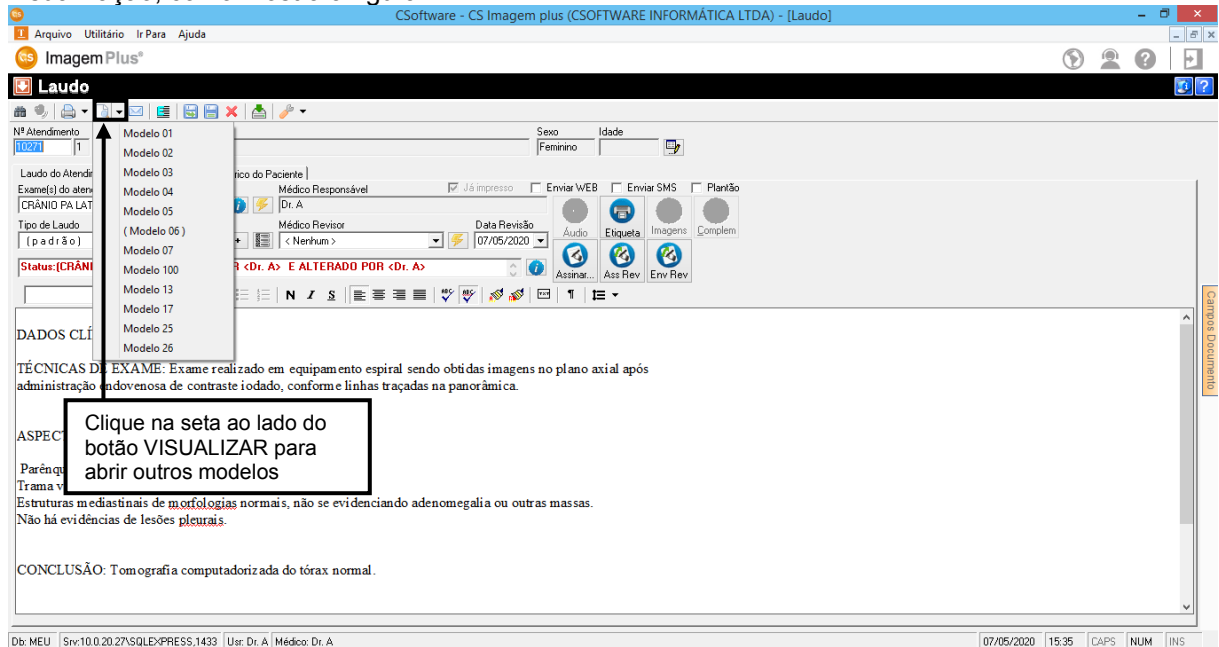 CSoftware - CS Imagem plus (CSOFTWARE INFORMÁTICA LTDA) - [Laudo]
Arquivo Utilitário Ir Para Ajuda
cs ImagemPlus®
Laudo
Nº Atendimento Sexo Idade
10271 1 Feminino
Modelo 01
Modelo 02
Modelo 03
Modelo 04
Modelo 05
( Modelo 06 )
Modelo 07
Modelo 100
Modelo 13
Modelo 17
Modelo 25
Modelo 26
Laudo do Atendi rico do Paciente
Exame(s) do aten Médico Responsável Já impresso Enviar WEB Enviar SMS Plantão
CRÂNIO PA LAT Dr. A
Tipo de Laudo Médico Revisor Data Revisão
(padrão) < Nenhum > 07/05/2020
Áudio Etiqueta Imagens Complem
Status:(CRÂNI R <Dr. A> E ALTERADO POR <Dr. A>
Assinar... Ass Rev Env Rev
N I S
Campos Documento
DADOS CLÍ
TÉCNICAS DE EXAME: Exame realizado em equipamento espiral sendo obtidas imagens no plano axial após
administração endovenosa de contraste iodado, conforme linhas traçadas na panorâmica.
Clique na seta ao lado do
botão VISUALIZAR para
abrir outros modelos
ASPECT
Parênqu
Trama v
Estruturas mediastinais de morfologias normais, não se evidenciando adenomegalia ou outras massas.
Não há evidências de lesões pleurais.
CONCLUSÃO: Tomografia computadorizada do tórax normal.
Db: MEU Srv:10.0.20.27\SQLEXPRESS,1433 Usr: Dr. A Médico: Dr. A 07/05/2020 15:35 CAPS NUM INS